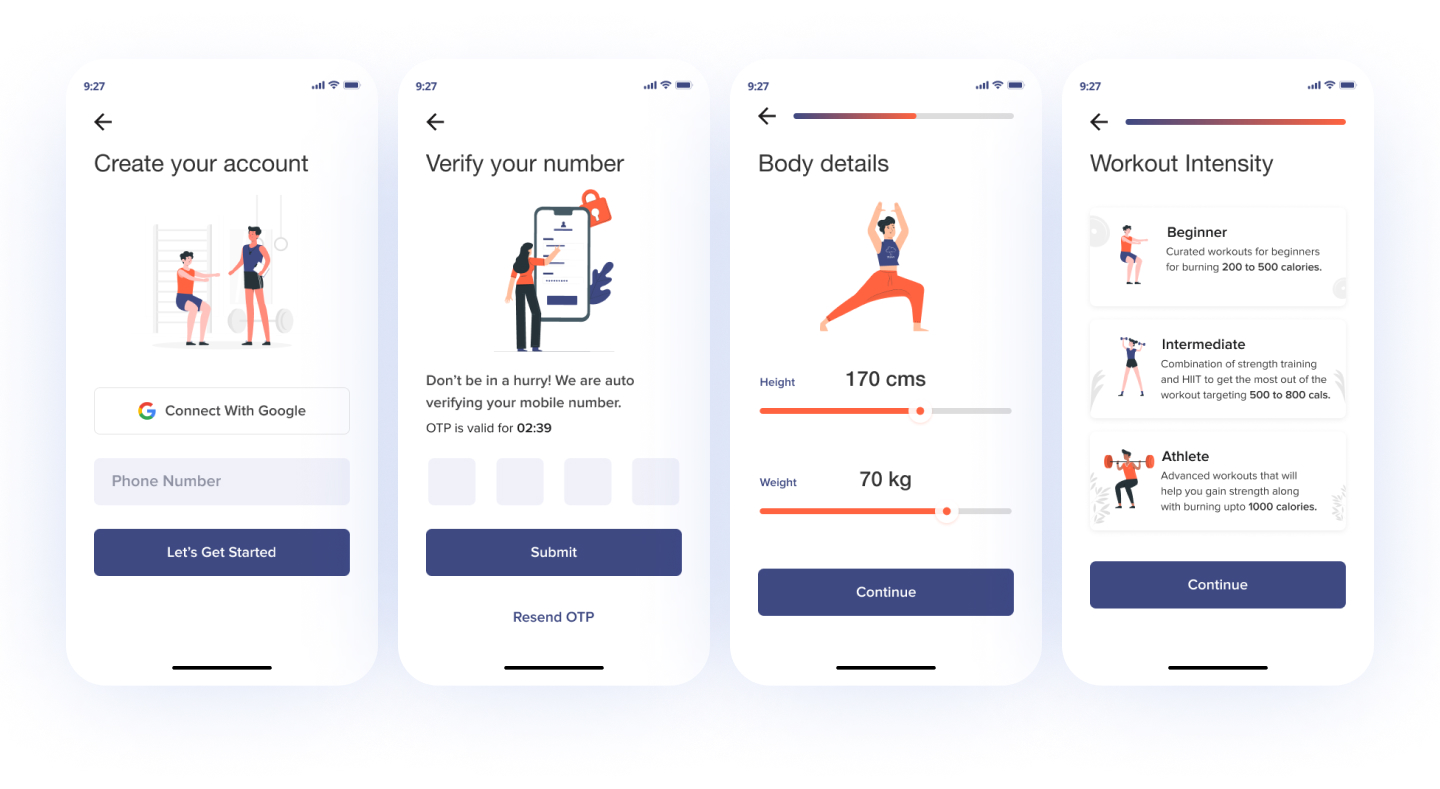 9:27
Create your account
Connect With Google
Phone Number
Let's Get Started
9:27
Verify your number
Don't be in a hurry! We are auto
verifying your mobile number.
OTP is valid for 02:39
Submit
Resend OTP
9:27
Body details
Height 170 cms
Weight 70 kg
Continue
9:27
Workout Intensity
Beginner
Curated workouts for beginners
for burning 200 to 500 calories.
Intermediate
Combination of strength training
and HIIT to get the most out of the
workout targeting 500 to 800 cals.
Athlete
Advanced workouts that will
help you gain strength along
with burning upto 1000 calories.
Continue